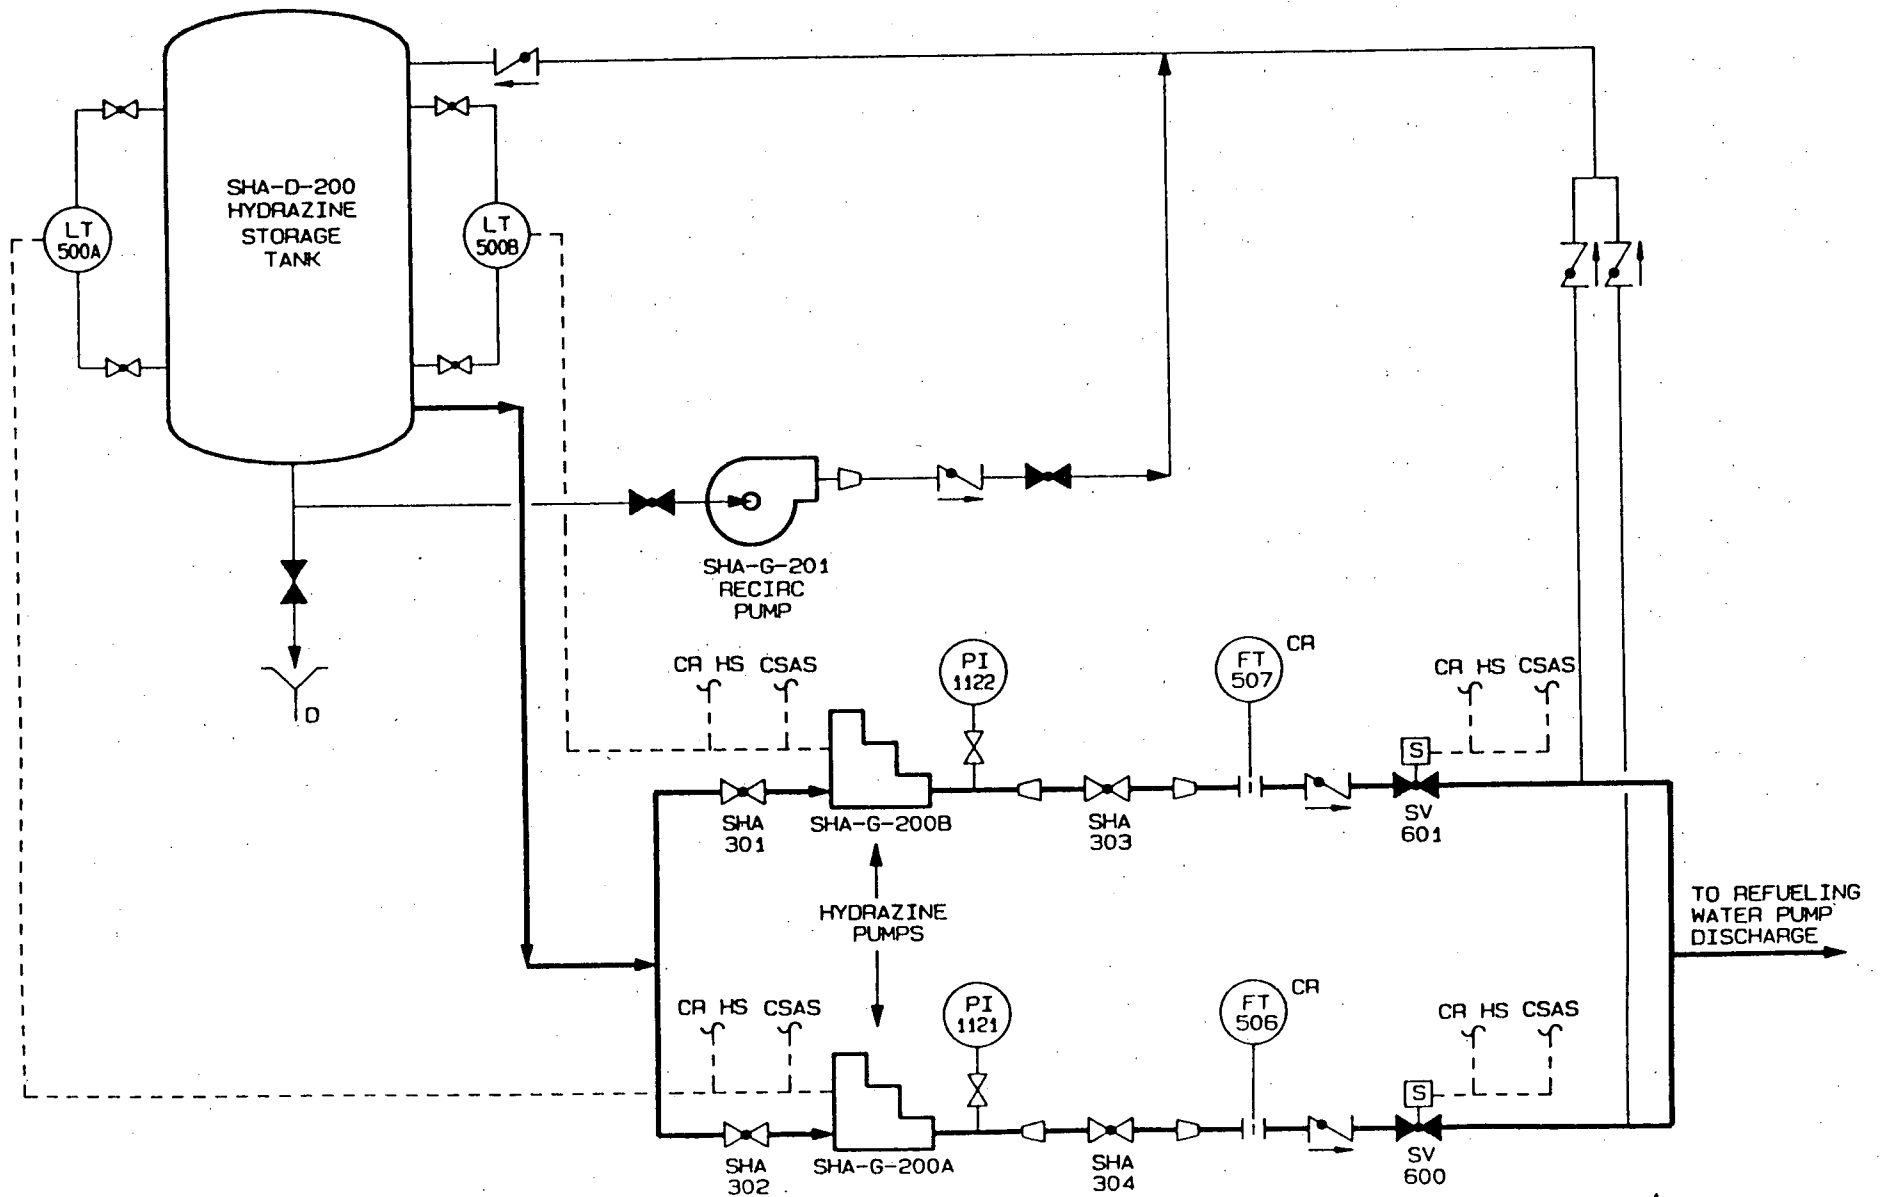 SHA-D-200
HYDRAZINE
STORAGE
TANK
LT
500A
LT
500B
SHA-G-201
RECIRC
PUMP
D
CR HS CSAS
PI
1122
FT
507
CR
CR HS CSAS
S
SHA
301
SHA-G-200B
SHA
303
SV
601
HYDRAZINE
PUMPS
TO REFUELING
WATER PUMP
DISCHARGE
CR HS CSAS
PI
1121
FT
506
CR
CR HS CSAS
S
SHA
302
SHA-G-200A
SHA
304
SV
600